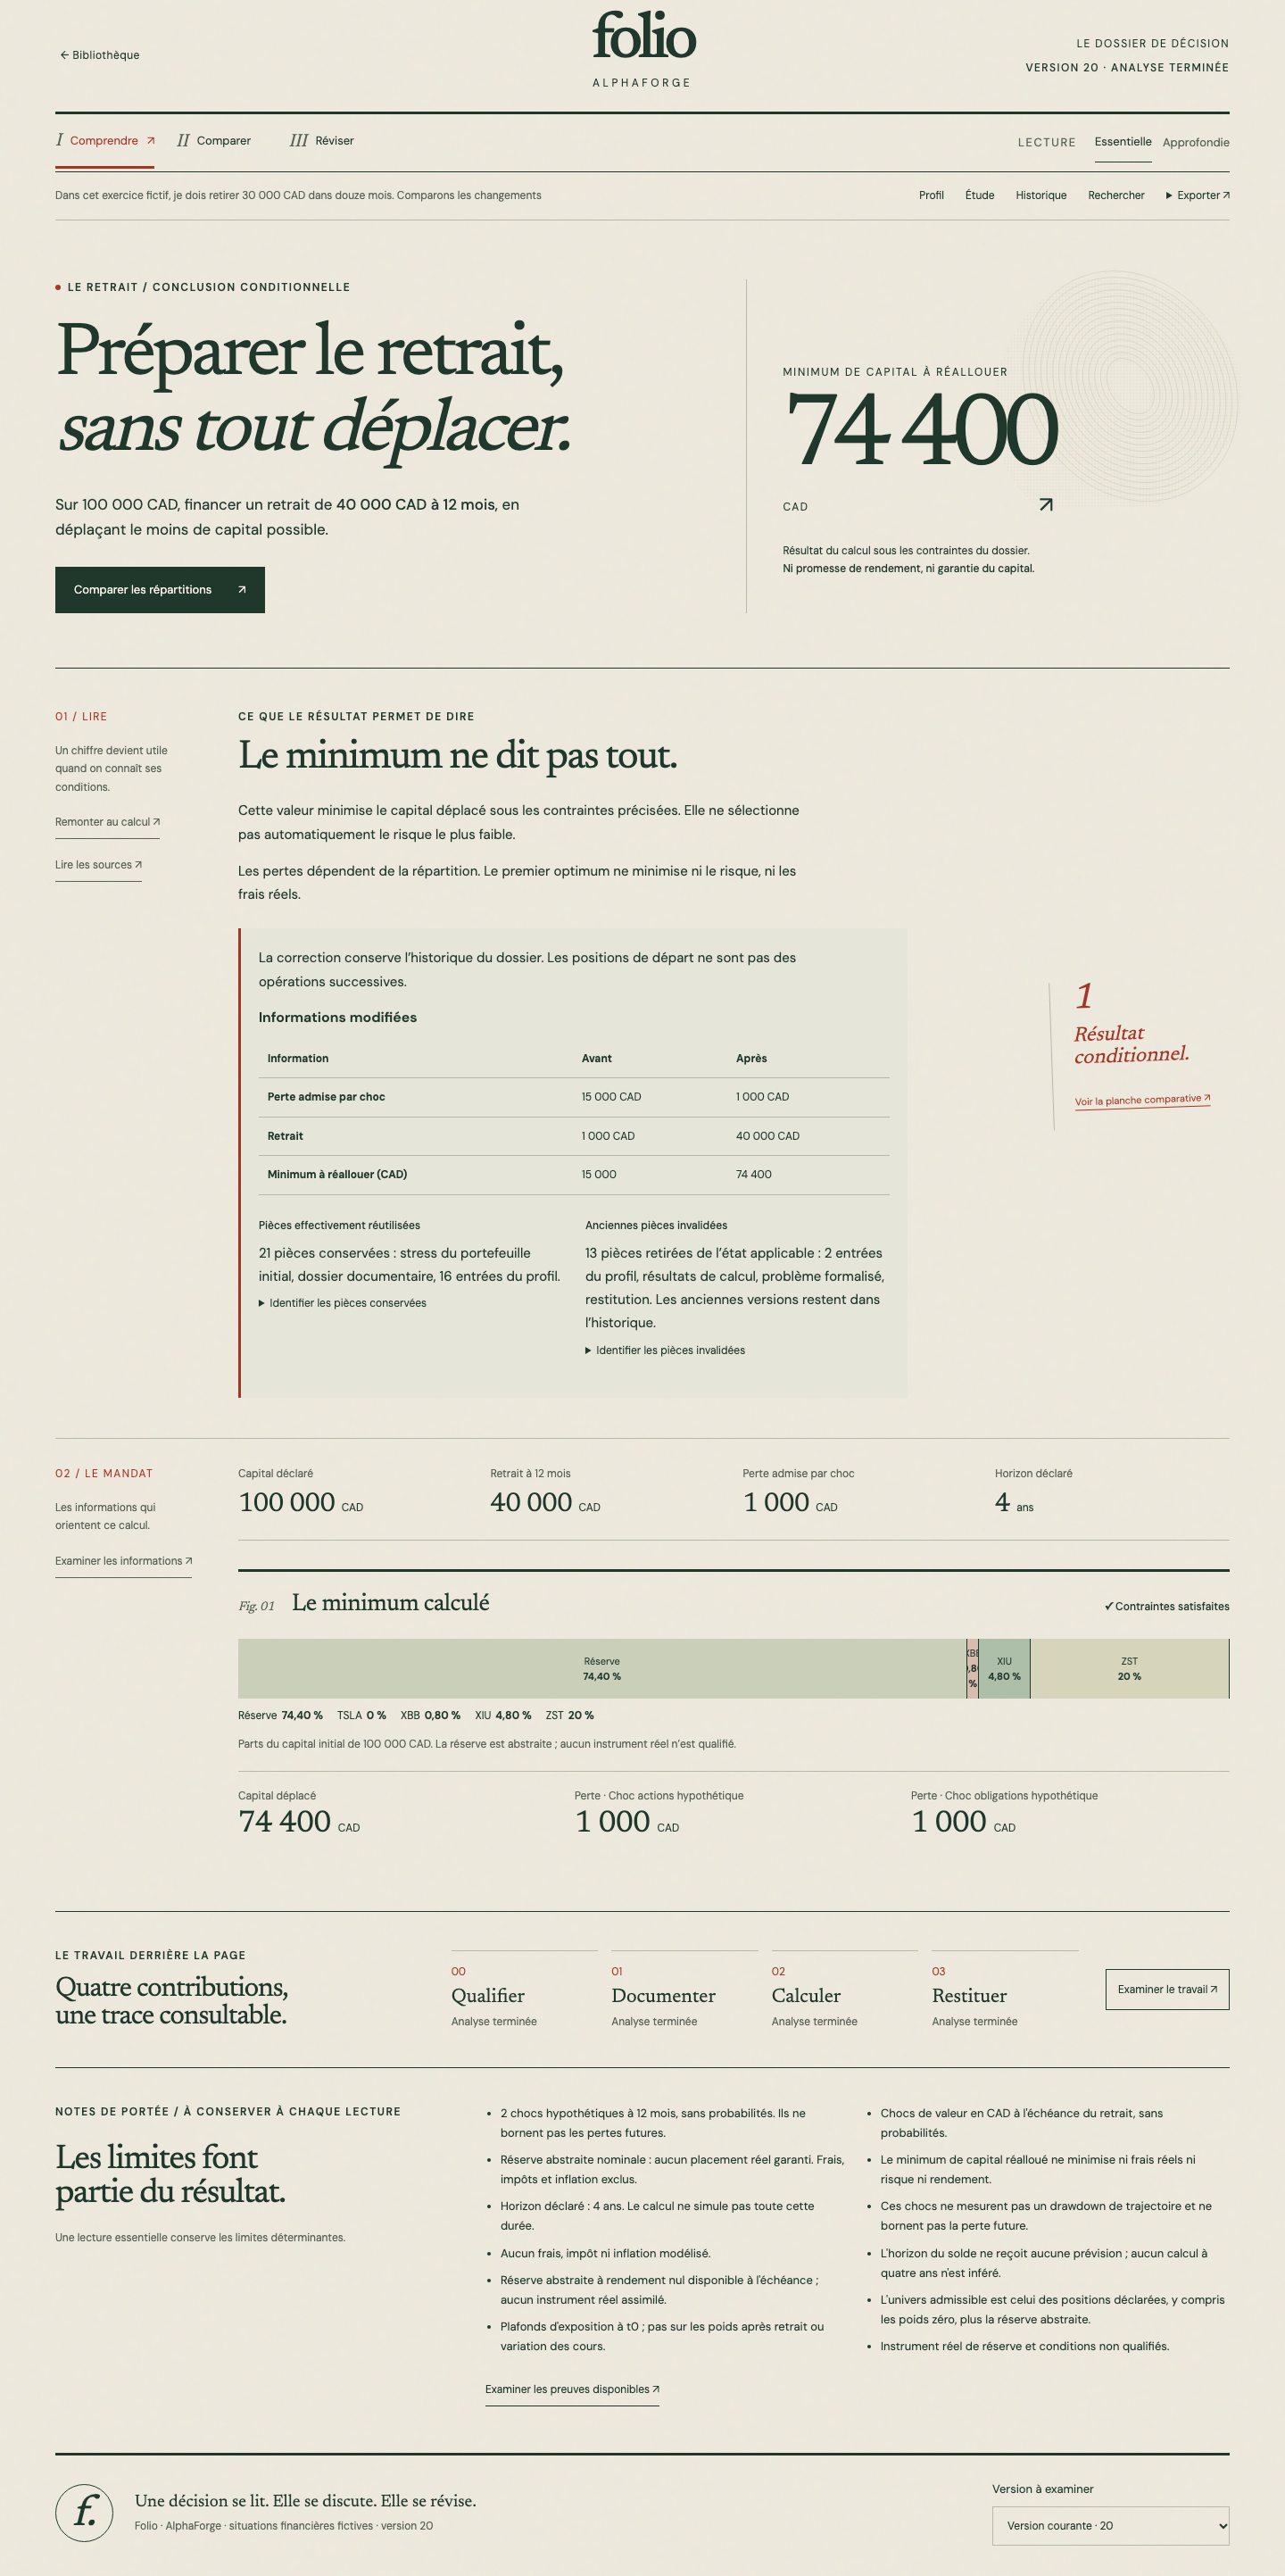 ← Bibliothèque
folio
ALPHAFORGE
LE DOSSIER DE DÉCISION
VERSION 20 · ANALYSE TERMINÉE
I Comprendre ↗
II Comparer
III Réviser
LECTURE Essentielle Approfondie
Dans cet exercice fictif, je dois retirer 30 000 CAD dans douze mois. Comparons les changements
Profil Étude Historique Rechercher ▶ Exporter ↗
LE RETRAIT / CONCLUSION CONDITIONNELLE
Préparer le retrait,
sans tout déplacer.
Sur 100 000 CAD, financer un retrait de 40 000 CAD à 12 mois, en
déplaçant le moins de capital possible.
Comparer les répartitions ↗
MINIMUM DE CAPITAL À RÉALLOUER
74 400
CAD ↗
Résultat du calcul sous les contraintes du dossier.
Ni promesse de rendement, ni garantie du capital.
01 / LIRE
Un chiffre devient utile
quand on connaît ses
conditions.
Remonter au calcul ↗
Lire les sources ↗
CE QUE LE RÉSULTAT PERMET DE DIRE
Le minimum ne dit pas tout.
Cette valeur minimise le capital déplacé sous les contraintes précisées. Elle ne sélectionne
pas automatiquement le risque le plus faible.
Les pertes dépendent de la répartition. Le premier optimum ne minimise ni le risque, ni les
frais réels.
La correction conserve l’historique du dossier. Les positions de départ ne sont pas des
opérations successives.
Informations modifiées
Information Avant Après
Perte admise par choc 15 000 CAD 1 000 CAD
Retrait 1 000 CAD 40 000 CAD
Minimum à réallouer (CAD) 15 000 74 400
Pièces effectivement réutilisées
21 pièces conservées : stress du portefeuille
initial, dossier documentaire, 16 entrées du profil.
▶ Identifier les pièces conservées
Anciennes pièces invalidées
13 pièces retirées de l’état applicable : 2 entrées
du profil, résultats de calcul, problème formalisé,
restitution. Les anciennes versions restent dans
l’historique.
▶ Identifier les pièces invalidées
1
Résultat
conditionnel.
Voir la planche comparative ↗
02 / LE MANDAT
Les informations qui
orientent ce calcul.
Examiner les informations ↗
Capital déclaré
100 000 CAD
Retrait à 12 mois
40 000 CAD
Perte admise par choc
1 000 CAD
Horizon déclaré
4 ans
Fig. 01 Le minimum calculé
✓ Contraintes satisfaites
Réserve
74,40 %
XIU
4,80 %
ZST
20 %
Réserve 74,40 % TSLA 0 % XBB 0,80 % XIU 4,80 % ZST 20 %
Parts du capital initial de 100 000 CAD. La réserve est abstraite ; aucun instrument réel n’est qualifié.
Capital déplacé
74 400 CAD
Perte · Choc actions hypothétique
1 000 CAD
Perte · Choc obligations hypothétique
1 000 CAD
LE TRAVAIL DERRIÈRE LA PAGE
Quatre contributions,
une trace consultable.
00
Qualifier
Analyse terminée
01
Documenter
Analyse terminée
02
Calculer
Analyse terminée
03
Restituer
Analyse terminée
Examiner le travail ↗
NOTES DE PORTÉE / À CONSERVER À CHAQUE LECTURE
Les limites font
partie du résultat.
Une lecture essentielle conserve les limites déterminantes.
• 2 chocs hypothétiques à 12 mois, sans probabilités. Ils ne
bornent pas les pertes futures.
• Réserve abstraite nominale : aucun placement réel garanti. Frais,
impôts et inflation exclus.
• Horizon déclaré : 4 ans. Le calcul ne simule pas toute cette
durée.
• Aucun frais, impôt ni inflation modélisé.
• Réserve abstraite à rendement nul disponible à l'échéance ;
aucun instrument réel assimilé.
• Plafonds d'exposition à t0 ; pas sur les poids après retrait ou
variation des cours.
• Chocs de valeur en CAD à l'échéance du retrait, sans
probabilités.
• Le minimum de capital réalloué ne minimise ni frais réels ni
risque ni rendement.
• Ces chocs ne mesurent pas un drawdown de trajectoire et ne
bornent pas la perte future.
• L'horizon du solde ne reçoit aucune prévision ; aucun calcul à
quatre ans n'est inféré.
• L'univers admissible est celui des positions déclarées, y compris
les poids zéro, plus la réserve abstraite.
• Instrument réel de réserve et conditions non qualifiés.
Examiner les preuves disponibles ↗
f.
Une décision se lit. Elle se discute. Elle se révise.
Folio · AlphaForge · situations financières fictives · version 20
Version à examiner
Version courante · 20